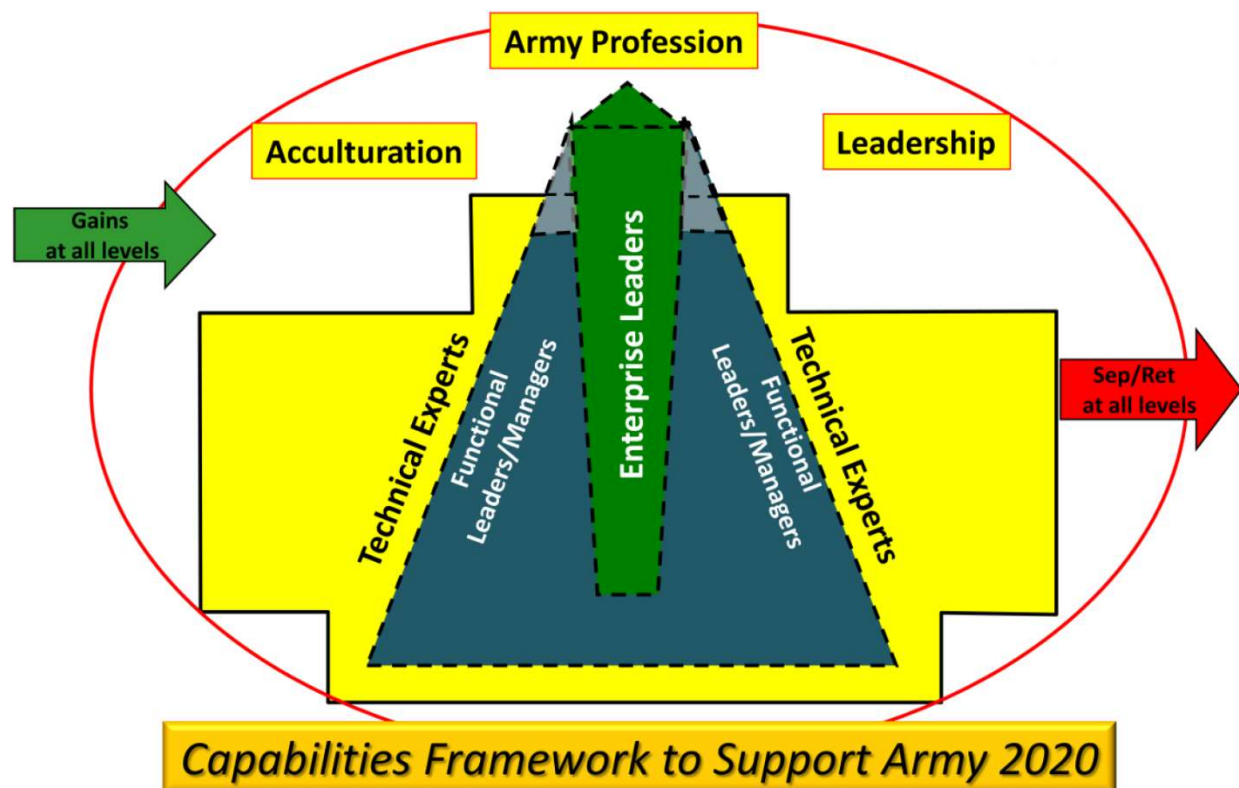 Army Profession
Acculturation
Leadership
Gains
at all levels
Enterprise Leaders
Technical Experts
Functional
Leaders/Managers
Functional
Leaders/Managers
Technical Experts
Sep/Ret
at all levels
Capabilities Framework to Support Army 2020